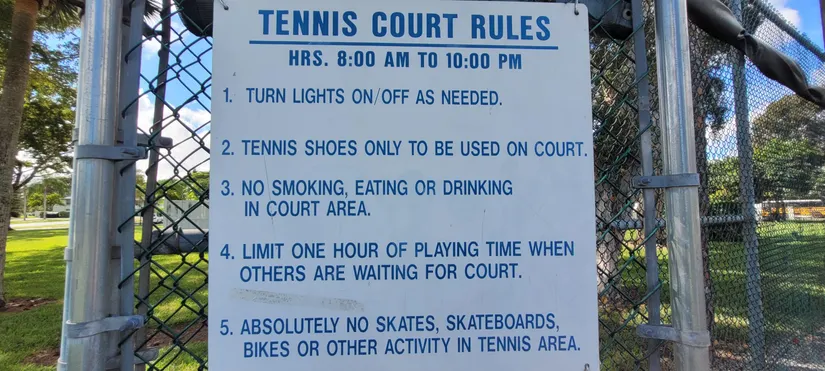 TENNIS COURT RULES
HRS. 8:00 AM TO 10:00 PM
1. TURN LIGHTS ON/OFF AS NEEDED.
2. TENNIS SHOES ONLY TO BE USED ON COURT.
3. NO SMOKING, EATING OR DRINKING
IN COURT AREA.
4. LIMIT ONE HOUR OF PLAYING TIME WHEN
OTHERS ARE WAITING FOR COURT.
5. ABSOLUTELY NO SKATES, SKATEBOARDS,
BIKES OR OTHER ACTIVITY IN TENNIS AREA.